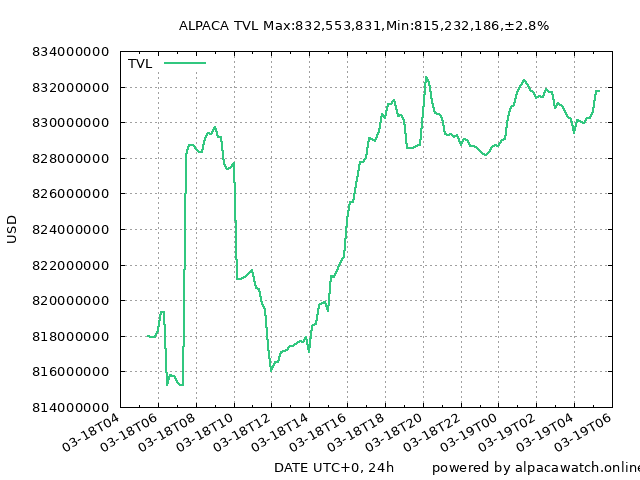 ALPACA TVL Max:832,553,831,Min:815,232,186,±2.8%
TVL
834000000
832000000
830000000
828000000
826000000
824000000
822000000
820000000
818000000
816000000
814000000
USD
03-18T04
03-18T06
03-18T08
03-18T10
03-18T12
03-18T14
03-18T16
03-18T18
03-18T20
03-18T22
03-19T00
03-19T02
03-19T04
03-19T06
DATE UTC+0, 24h
powered by alpacawatch.online